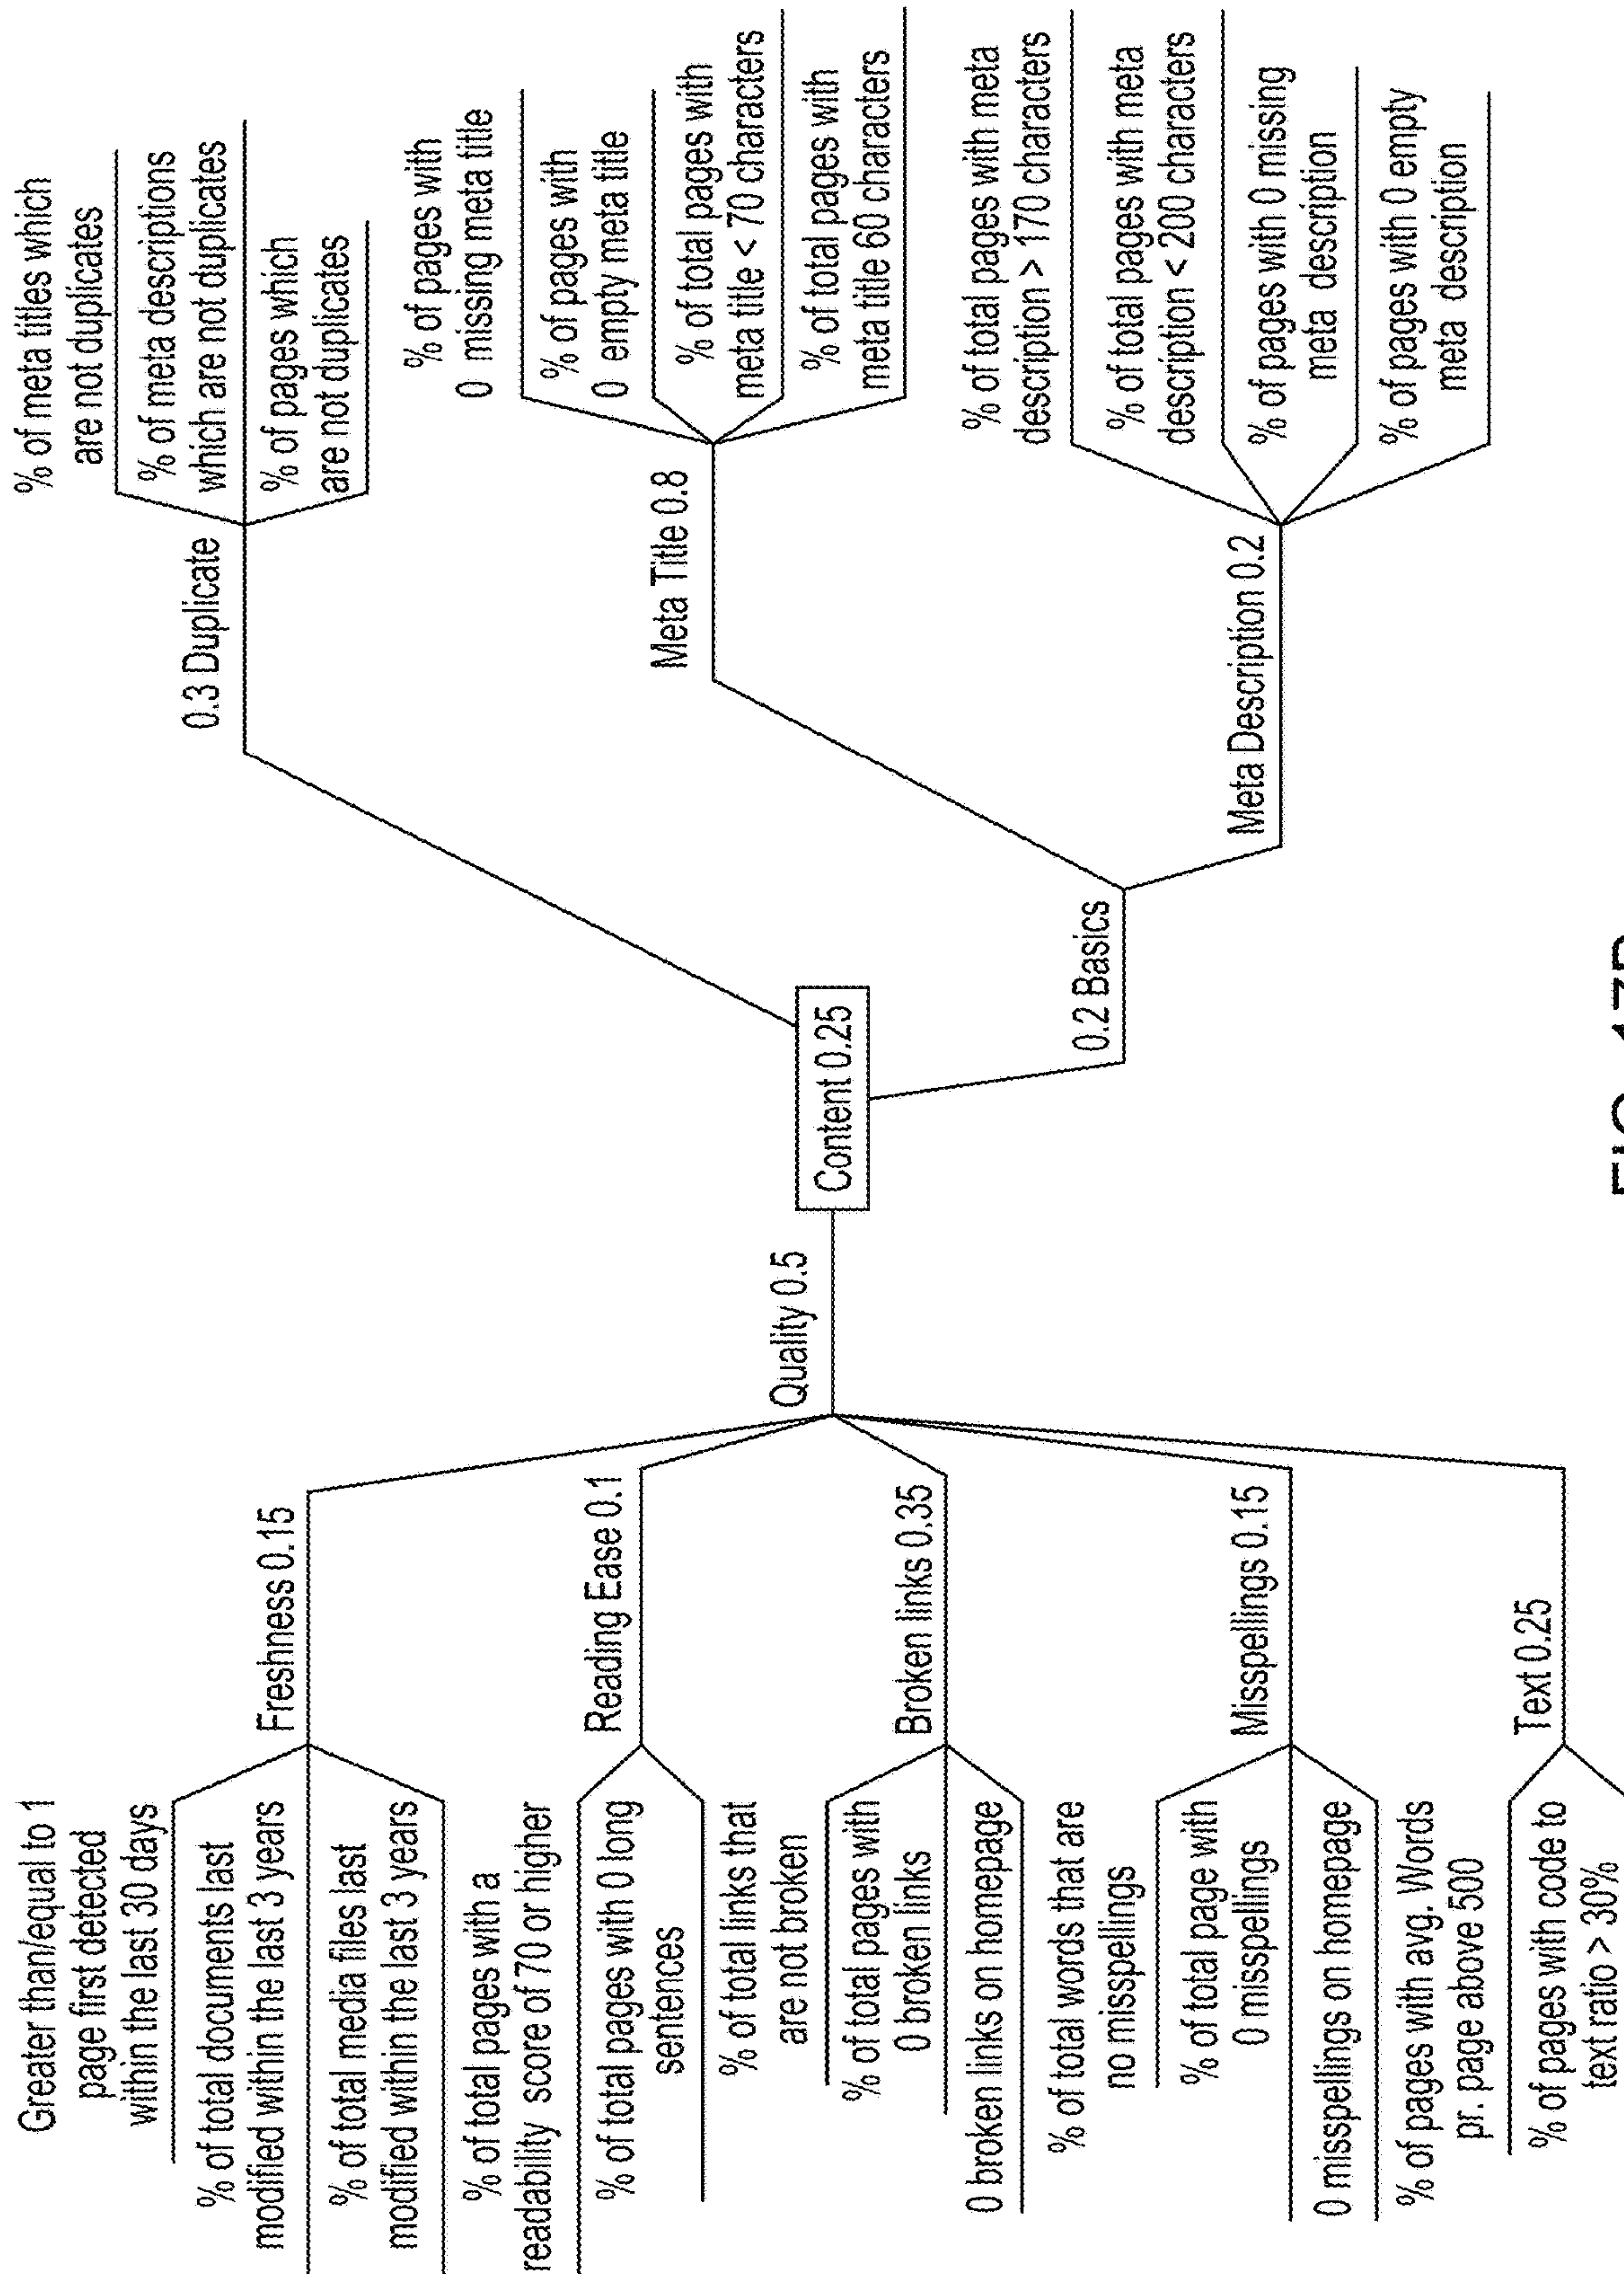 Greater than/equal to 1
page first detected
within the last 30 days
% of total documents last
modified within the last 3 years
% of total media files last
modified within the last 3 years
Freshness 0.15
% of total pages with a
readability score of 70 or higher
% of total pages with 0 long
sentences
Reading Ease 0.1
% of total links that
are not broken
% of total pages with
0 broken links
0 broken links on homepage
Broken links 0.35
% of total words that are
no misspellings
% of total page with
0 misspellings
0 misspellings on homepage
Misspellings 0.15
% of pages with avg. Words
pr. page above 500
% of pages with code to
text ratio > 30%
Text 0.25
Quality 0.5
Content 0.25
0.3 Duplicate
% of meta titles which
are not duplicates
% of meta descriptions
which are not duplicates
% of pages which
are not duplicates
0.2 Basics
Meta Title 0.8
% of pages with
0 missing meta title
% of pages with
0 empty meta title
% of total pages with
meta title < 70 characters
% of total pages with
meta title 60 characters
Meta Description 0.2
% of total pages with meta
description > 170 characters
% of total pages with meta
description < 200 characters
% of pages with 0 missing
meta description
% of pages with 0 empty
meta description